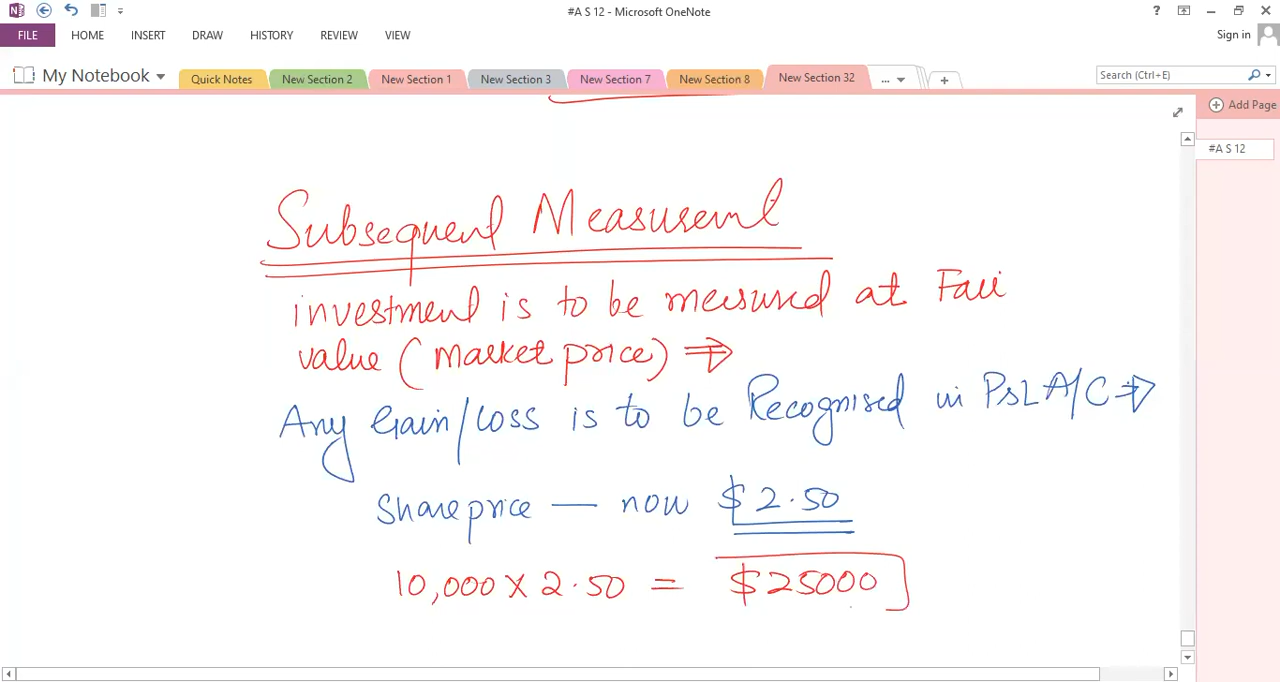 #A S 12 - Microsoft OneNote
?
FILE HOME INSERT DRAW HISTORY REVIEW VIEW
Sign in
My Notebook
Quick Notes New Section 2 New Section 1 New Section 3 New Section 7 New Section 8 New Section 32 ...
Search (Ctrl+E)
Add Page
#A S 12
Subsequent Measurement
investment is to be measured at Fair
value (market price) ⇒
Any Gain/Loss is to be Recognised in P&L A/C ⇒
Share price — now $2.50
10,000 × 2.50 = $25000